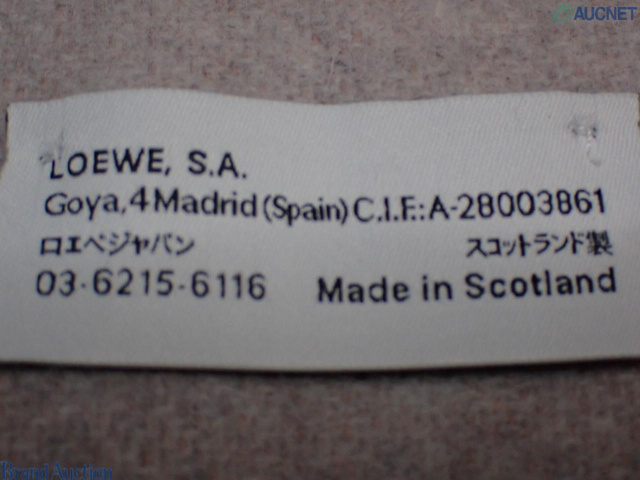 AUCNET
LOEWE, S.A.
Goya,4 Madrid (Spain) C.I.F.: A-28003861
ロエベジャパン スコットランド製
03-6215-6116 Made in Scotland
Brand Auction